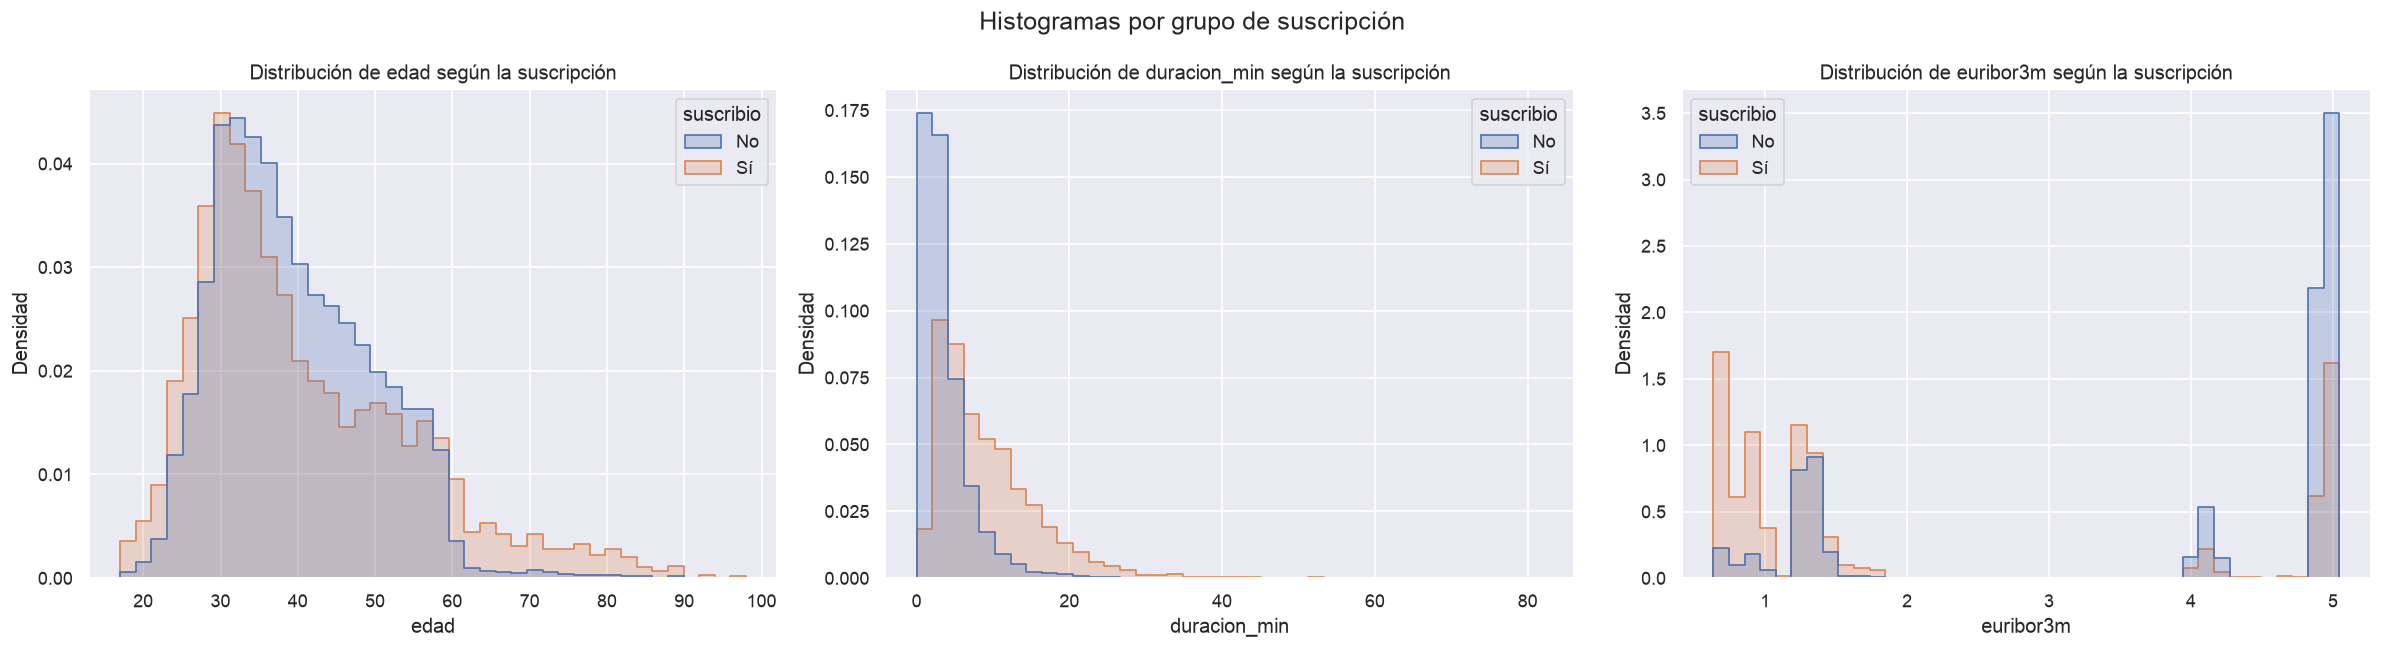 Histogramas por grupo de suscripción
Distribución de edad según la suscripción
suscribio
No
Sí
Densidad
0.04
0.03
0.02
0.01
0.00
20 30 40 50 60 70 80 90 100
edad
Distribución de duracion_min según la suscripción
suscribio
No
Sí
Densidad
0.175
0.150
0.125
0.100
0.075
0.050
0.025
0.000
0 20 40 60 80
duracion_min
Distribución de euribor3m según la suscripción
suscribio
No
Sí
Densidad
3.5
3.0
2.5
2.0
1.5
1.0
0.5
0.0
1 2 3 4 5
euribor3m